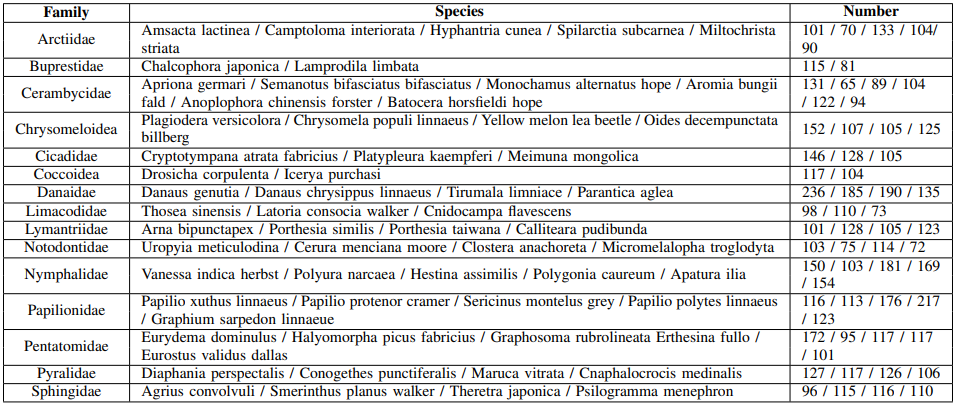 Family Species Number
Arctiidae Amsacta lactinea / Camptoloma interiorata / Hyphantria cunea / Spilarctia subcarnea / Miltochrista striata 101 / 70 / 133 / 104/ 90
Buprestidae Chalcophora japonica / Lamprodila limbata 115 / 81
Cerambycidae Apriona germari / Semanotus bifasciatus bifasciatus / Monochamus alternatus hope / Aromia bungii fald / Anoplophora chinensis forster / Batocera horsfieldi hope 131 / 65 / 89 / 104 / 122 / 94
Chrysomeloidea Plagiodera versicolora / Chrysomela populi linnaeus / Yellow melon lea beetle / Oides decempunctata billberg 152 / 107 / 105 / 125
Cicadidae Cryptotympana atrata fabricius / Platypleura kaempferi / Meimuna mongolica 146 / 128 / 105
Coccoidea Drosicha corpulenta / Icerya purchasi 117 / 104
Danaidae Danaus genutia / Danaus chrysippus linnaeus / Tirumala limniace / Parantica aglea 236 / 185 / 190 / 135
Limacodidae Thosea sinensis / Latoria consocia walker / Cnidocampa flavescens 98 / 110 / 73
Lymantriidae Arna bipunctapex / Porthesia similis / Porthesia taiwana / Calliteara pudibunda 101 / 128 / 105 / 123
Notodontidae Uropyia meticulodina / Cerura menciana moore / Clostera anachoreta / Micromelalopha troglodyta 103 / 75 / 114 / 72
Nymphalidae Vanessa indica herbst / Polyura narcaea / Hestina assimilis / Polygonia caureum / Apatura ilia 150 / 103 / 181 / 169 / 154
Papilionidae Papilio xuthus linnaeus / Papilio protenor cramer / Sericinus montelus grey / Papilio polytes linnaeus / Graphium sarpedon linnaeue 116 / 113 / 176 / 217 / 123
Pentatomidae Eurydema dominulus / Halyomorpha picus fabricius / Graphosoma rubrolineata Erthesina fullo / Eurostus validus dallas 172 / 95 / 117 / 117 / 101
Pyralidae Diaphania perspectalis / Conogethes punctiferalis / Maruca vitrata / Cnaphalocrocis medinalis 127 / 117 / 126 / 106
Sphingidae Agrius convolvuli / Smerinthus planus walker / Theretra japonica / Psilogramma menephron 96 / 115 / 116 / 110